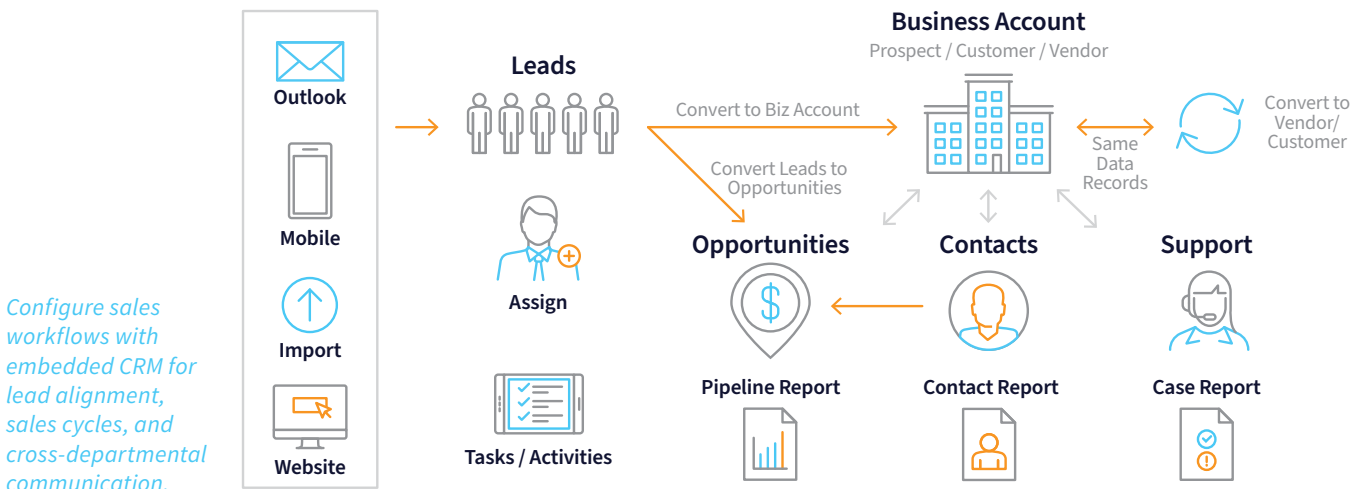 Configure sales
workflows with
embedded CRM for
lead alignment,
sales cycles, and
cross-departmental
communication.
Outlook
Mobile
Import
Website
Leads
Assign
Tasks / Activities
Convert to Biz Account
Convert Leads to
Opportunities
Business Account
Prospect / Customer / Vendor
Same
Data
Records
Convert to
Vendor/
Customer
Opportunities
Contacts
Support
$
Pipeline Report
Contact Report
Case Report